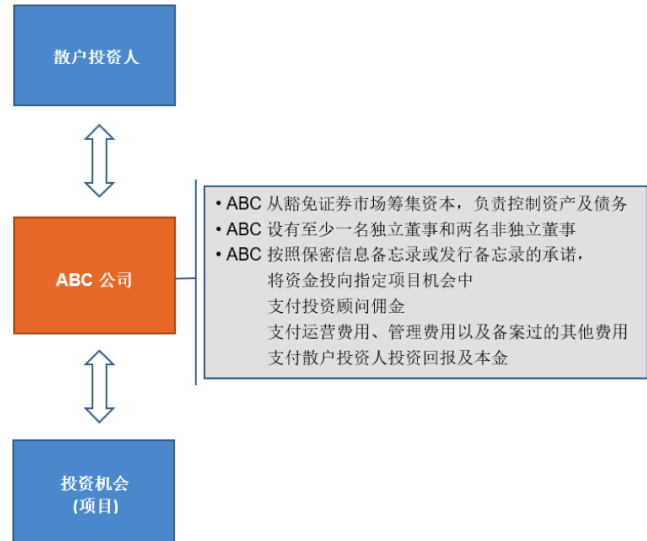 散户投资人
ABC 公司
• ABC 从豁免证券市场筹集资本，负责控制资产及债务
• ABC 设有至少一名独立董事和两名非独立董事
• ABC 按照保密信息备忘录或发行备忘录的承诺，
将资金投向指定项目机会中
支付投资顾问佣金
支付运营费用、管理费用以及备案过的其他费用
支付散户投资人投资回报及本金
投资机会
(项目)